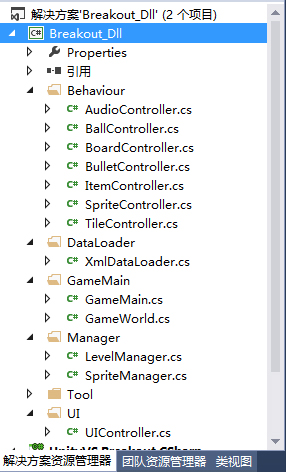 解决方案'Breakout_Dll' (2 个项目)
C# Breakout_Dll
Properties
引用
Behaviour
C# AudioController.cs
C# BallController.cs
C# BoardController.cs
C# BulletController.cs
C# ItemController.cs
C# SpriteController.cs
C# TileController.cs
DataLoader
C# XmlDataLoader.cs
GameMain
C# GameMain.cs
C# GameWorld.cs
Manager
C# LevelManager.cs
C# SpriteManager.cs
Tool
UI
C# UIController.cs
解决方案资源管理器 团队资源管理器 类视图